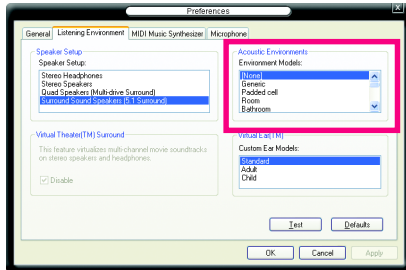 Preferences
X
General Listening Environment MIDI Music Synthesizer Microphone
Speaker Setup
Speaker Setup:
Stereo Headphones
Stereo Speakers
Quad Speakers (Multi-drive Surround)
Surround Sound Speakers (5.1 Surround)
Acoustic Environments
Environment Models:
(None)
Generic
Padded cell
Room
Bathroom
Virtual Theater(TM) Surround
This feature virtualizes multi-channel movie soundtracks
on stereo speakers and headphones
Disable
Virtual Ear(TM)
Custom Ear Models:
Standard
Adult
Child
Test Defaults
OK Cancel Apply